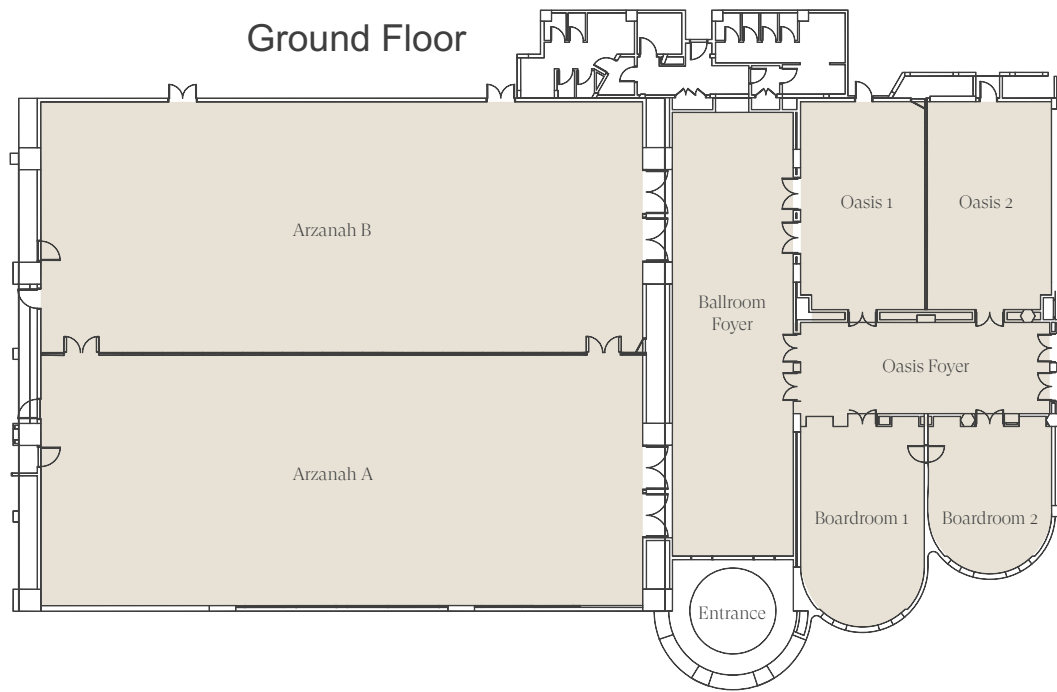 Ground Floor
Arzanah B
Oasis 1
Oasis 2
Ballroom
Foyer
Oasis Foyer
Arzanah A
Boardroom 1
Boardroom 2
Entrance